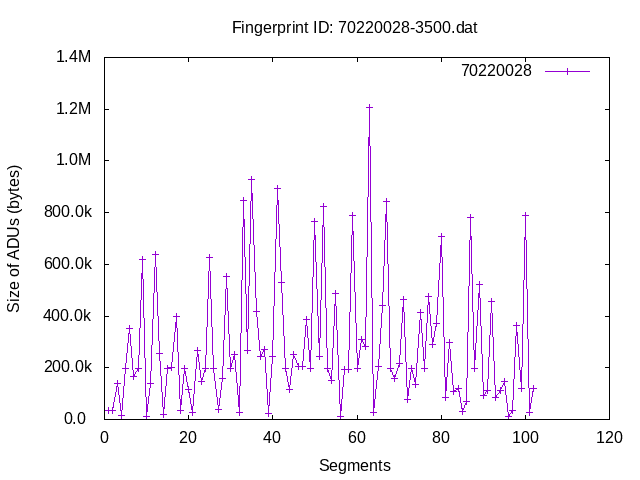 Fingerprint ID: 70220028-3500.dat
70220028
Size of ADUs (bytes)
1.4M
1.2M
1.0M
800.0k
600.0k
400.0k
200.0k
0.0
0 20 40 60 80 100 120
Segments